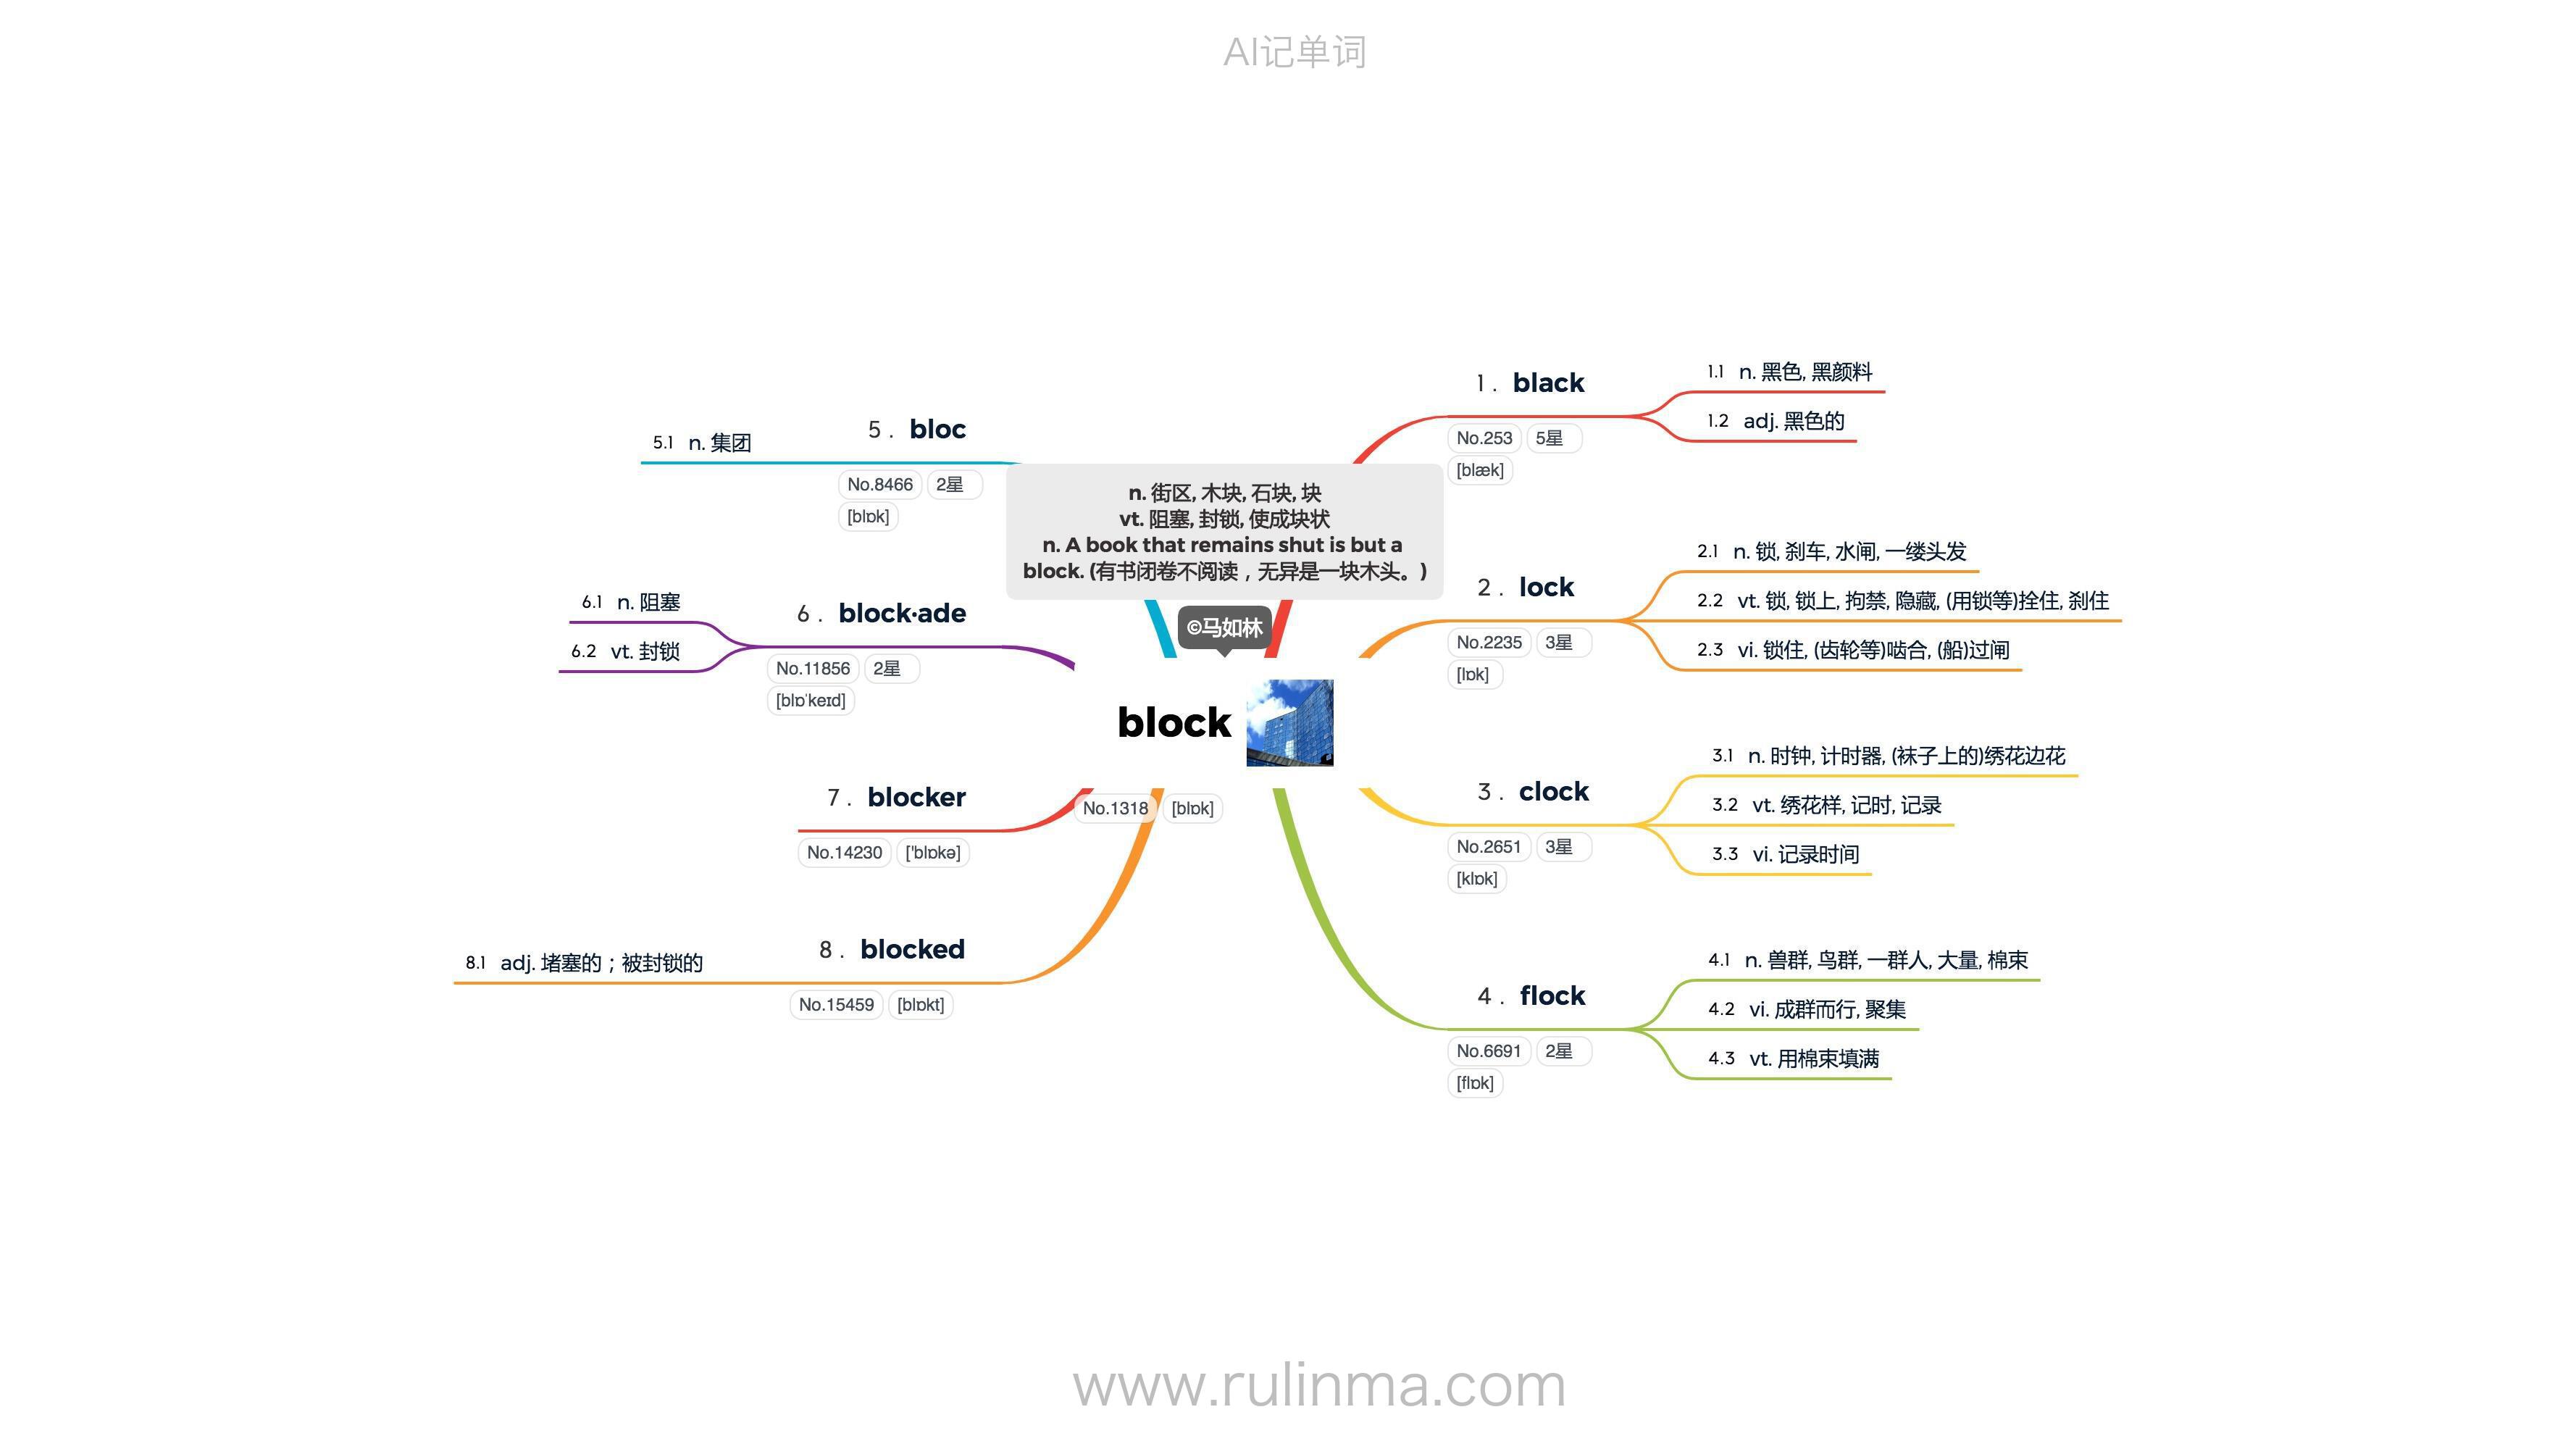 AI记单词
n. 街区, 木块, 石块, 块
vt. 阻塞, 封锁, 使成块状
n. A book that remains shut is but a
block. (有书闭卷不阅读，无异是一块木头。)
©马如林
block
No.1318 [blɒk]
1 . black
No.253 5星
[blæk]
1.1 n. 黑色, 黑颜料
1.2 adj. 黑色的
2 . lock
No.2235 3星
[lɒk]
2.1 n. 锁, 刹车, 水闸, 一缕头发
2.2 vt. 锁, 锁上, 拘禁, 隐藏, (用锁等)拴住, 刹住
2.3 vi. 锁住, (齿轮等)啮合, (船)过闸
3 . clock
No.2651 3星
[klɒk]
3.1 n. 时钟, 计时器, (袜子上的)绣花边花
3.2 vt. 绣花样, 记时, 记录
3.3 vi. 记录时间
4 . flock
No.6691 2星
[flɒk]
4.1 n. 兽群, 鸟群, 一群人, 大量, 棉束
4.2 vi. 成群而行, 聚集
4.3 vt. 用棉束填满
5 . bloc
No.8466 2星
[blɒk]
5.1 n. 集团
6 . block·ade
No.11856 2星
[blɒˈkeɪd]
6.1 n. 阻塞
6.2 vt. 封锁
7 . blocker
No.14230 ['blɒkə]
8 . blocked
No.15459 [blɒkt]
8.1 adj. 堵塞的；被封锁的
www.rulinma.com